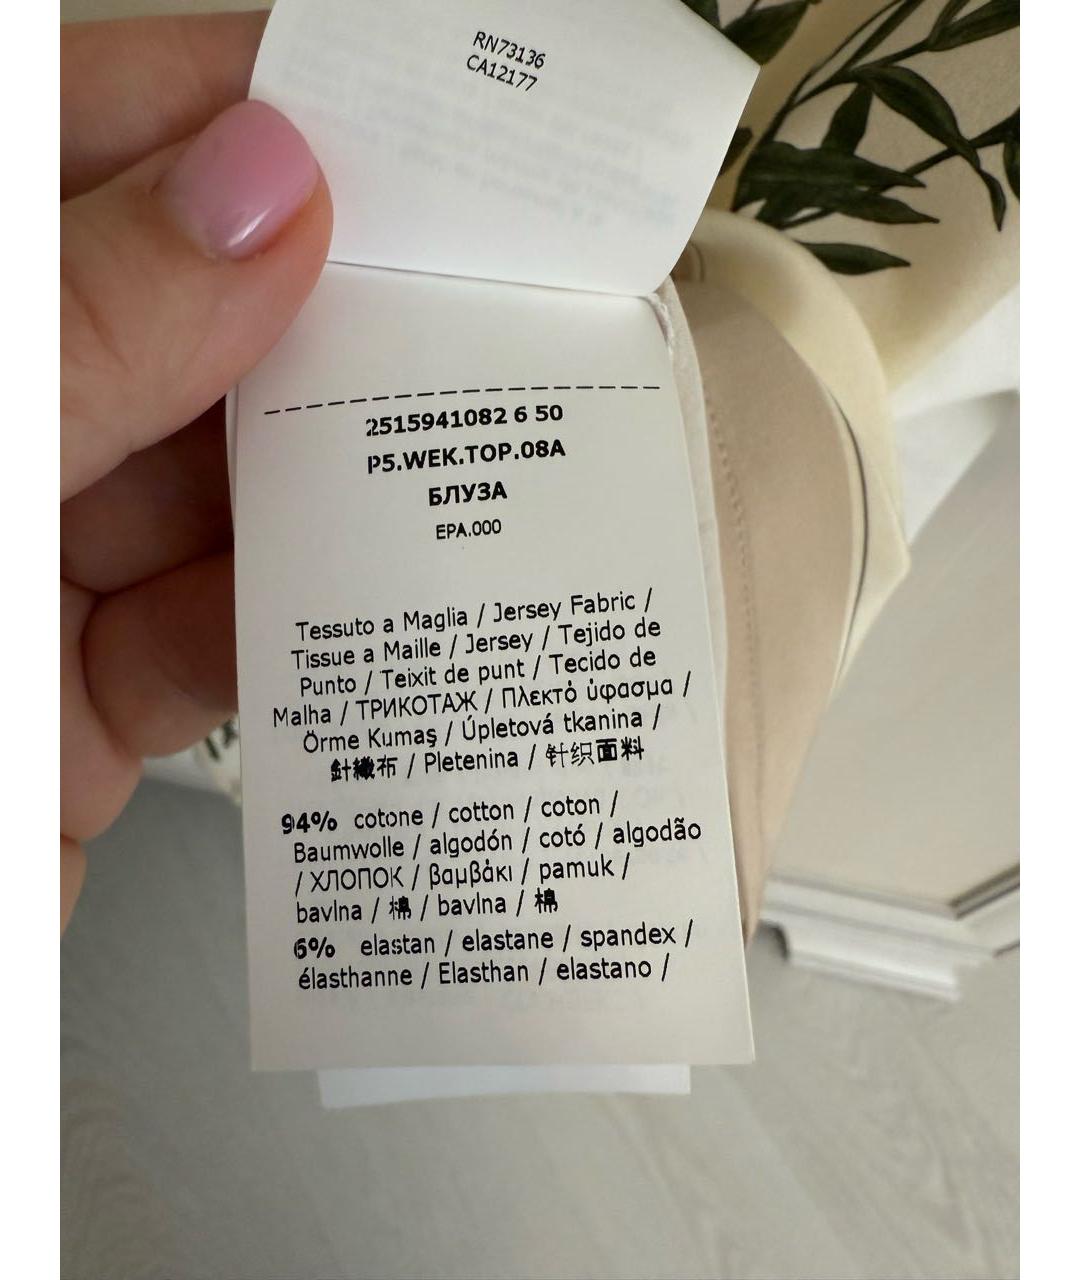 RN73136
CA12177
2515941082 6 50
P5.WEK.TOP.08A
БЛУЗА
EPA.000
Tessuto a Maglia / Jersey Fabric /
Tissue a Maille / Jersey / Tejido de
Punto / Teixit de punt / Tecido de
Malha / ТРИКОТАЖ / Πλεκτό ύφασμα /
Örme Kumaş / Úpletová tkanina /
針織布 / Pletenina / 针织面料
94% cotone / cotton / coton /
Baumwolle / algodón / cotó / algodão
/ ХЛОПОК / βαμβάκι / pamuk /
bavlna / 棉 / bavlna / 棉
6% elastan / elastane / spandex /
élasthanne / Elasthan / elastano /